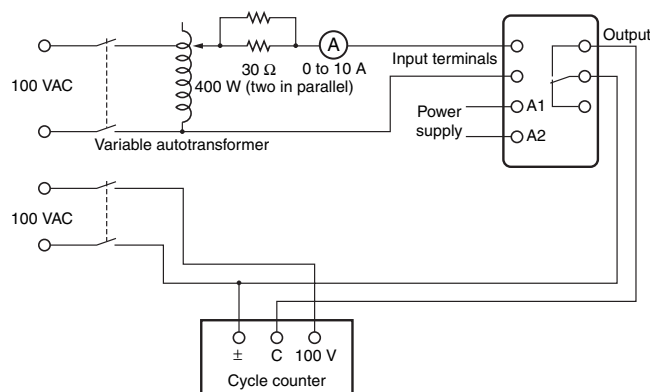 100 VAC
A
30 Ω
0 to 10 A
400 W (two in parallel)
Variable autotransformer
Input terminals
Output
Power
supply
A1
A2
100 VAC
± C 100 V
Cycle counter